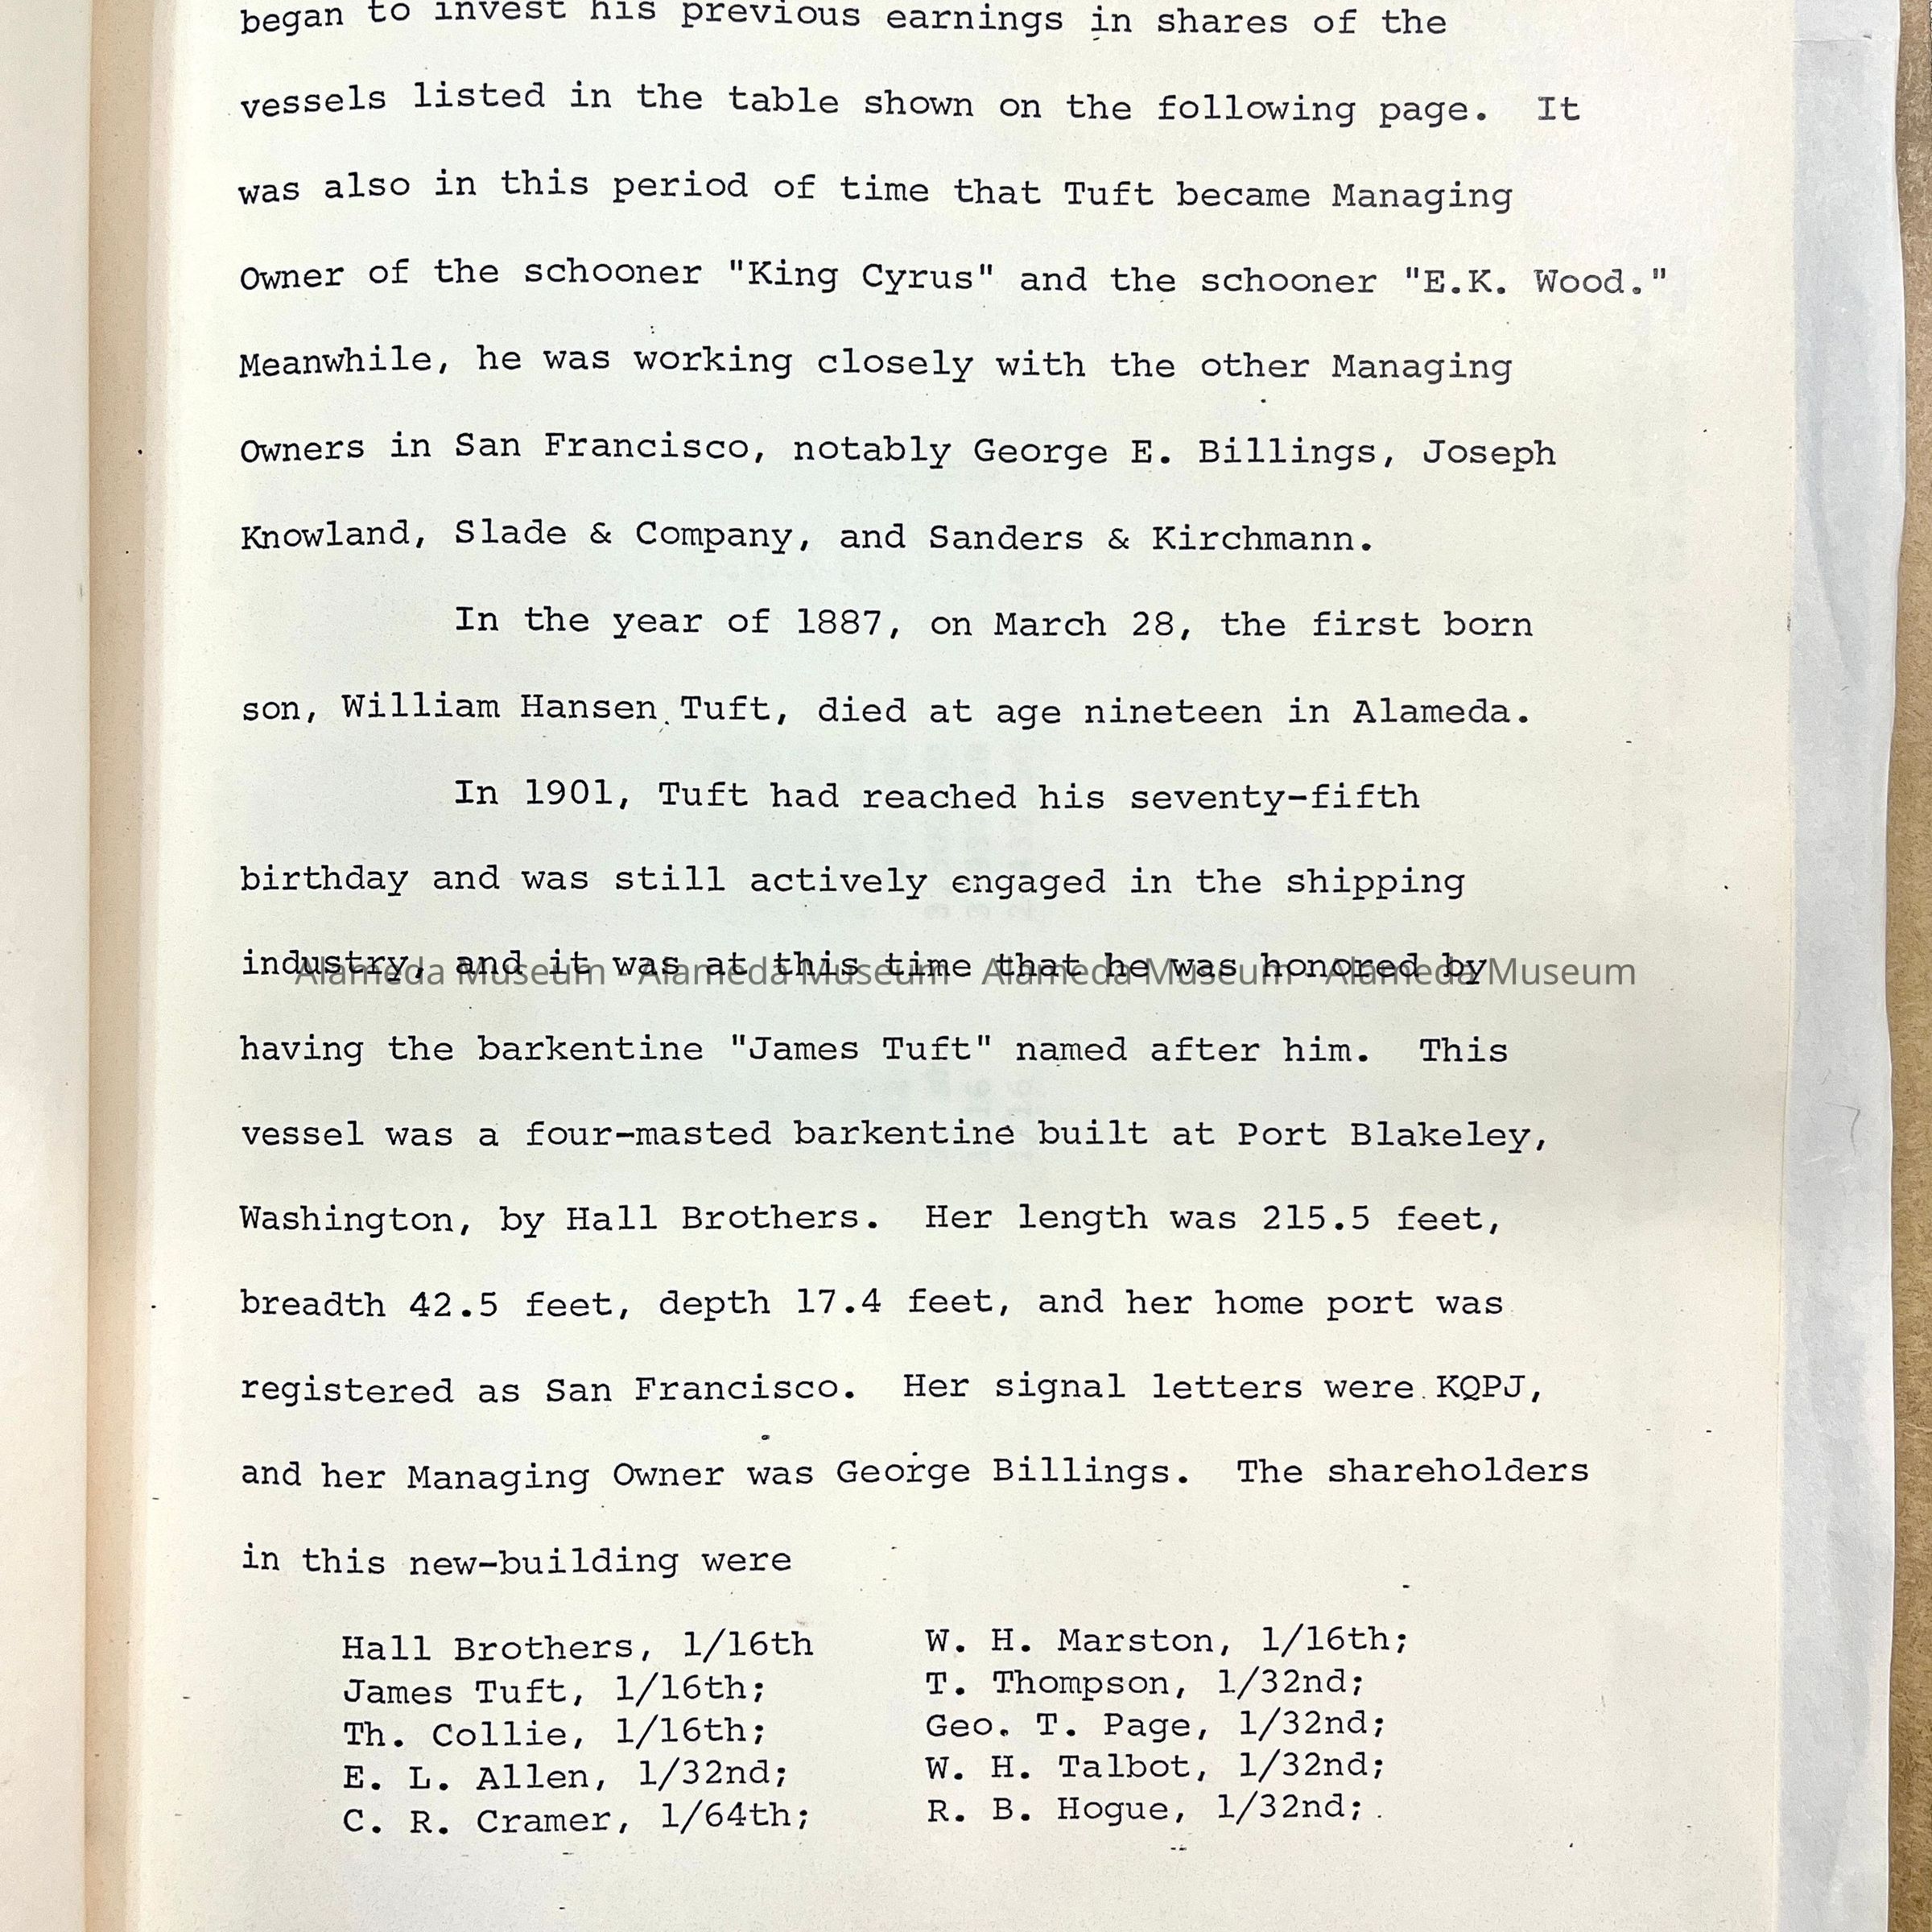 began to invest his previous earnings in shares of the
vessels listed in the table shown on the following page.  It
was also in this period of time that Tuft became Managing
Owner of the schooner "King Cyrus" and the schooner "E.K. Wood."
Meanwhile, he was working closely with the other Managing
Owners in San Francisco, notably George E. Billings, Joseph
Knowland, Slade & Company, and Sanders & Kirchmann.
In the year of 1887, on March 28, the first born
son, William Hansen Tuft, died at age nineteen in Alameda.
In 1901, Tuft had reached his seventy-fifth
birthday and was still actively engaged in the shipping
industry, and it was at this time that he was honored by
Alameda Museum - Alameda Museum - Alameda Museum - Alameda Museum
having the barkentine "James Tuft" named after him.  This
vessel was a four-masted barkentine built at Port Blakeley,
Washington, by Hall Brothers.  Her length was 215.5 feet,
breadth 42.5 feet, depth 17.4 feet, and her home port was
registered as San Francisco.  Her signal letters were KQPJ,
and her Managing Owner was George Billings.  The shareholders
in this new-building were
Hall Brothers, 1/16th
James Tuft, 1/16th;
Th. Collie, 1/16th;
E. L. Allen, 1/32nd;
C. R. Cramer, 1/64th;
W. H. Marston, 1/16th;
T. Thompson, 1/32nd;
Geo. T. Page, 1/32nd;
W. H. Talbot, 1/32nd;
R. B. Hogue, 1/32nd;